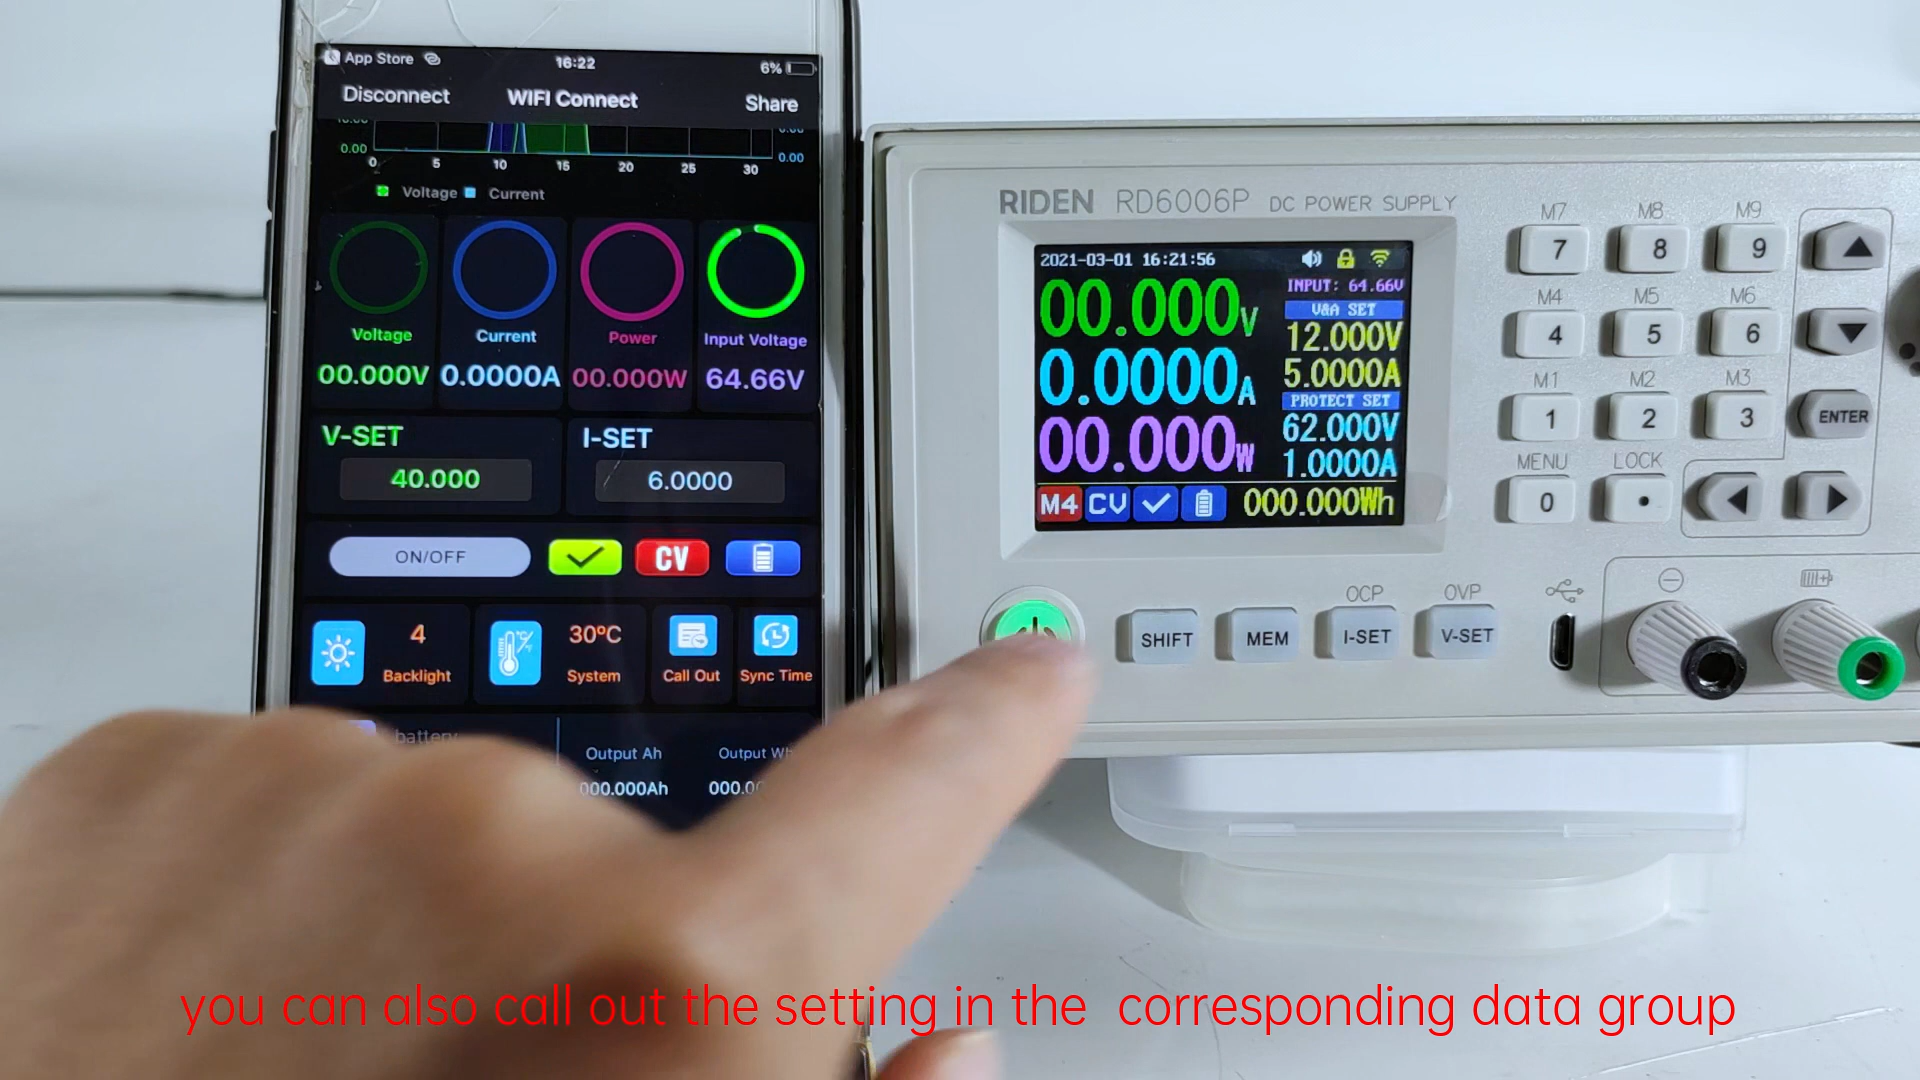 App Store 16:22 6%
Disconnect WIFI Connect Share
0.00 0.00
0 5 10 15 20 25 30
Voltage Current
Voltage Current Power Input Voltage
00.000V 0.0000A 00.000W 64.66V
V-SET I-SET
40.000 6.0000
ON/OFF CV
4 30°C
Backlight System Call Out Sync Time
battery
Output Ah Output Wh
000.000Ah 000.0
RIDEN RD6006P DC POWER SUPPLY
2021-03-01 16:21:56
INPUT: 64.66V
00.000V
V&A SET
12.000V
0.0000A
5.0000A
PROTECT SET
62.000V
00.000W
1.0000A
M4 CV 000.000Wh
M7 M8 M9
7 8 9
M4 M5 M6
4 5 6
M1 M2 M3
1 2 3 ENTER
MENU LOCK
0 •
OCP OVP
SHIFT MEM I-SET V-SET
you can also call out the setting in the corresponding data group